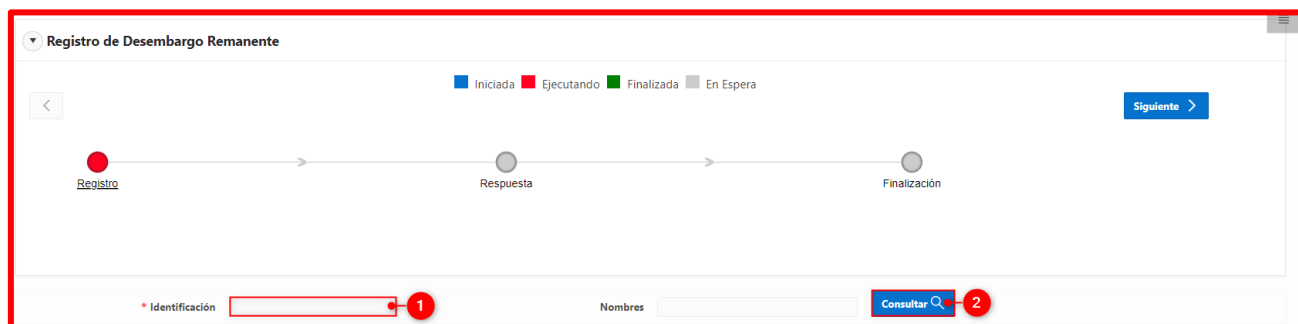 Registro de Desembargo Remanente
Iniciada Ejecutando Finalizada En Espera
Siguiente
Registro Respuesta Finalización
* Identificación 1 Nombres Consultar 2